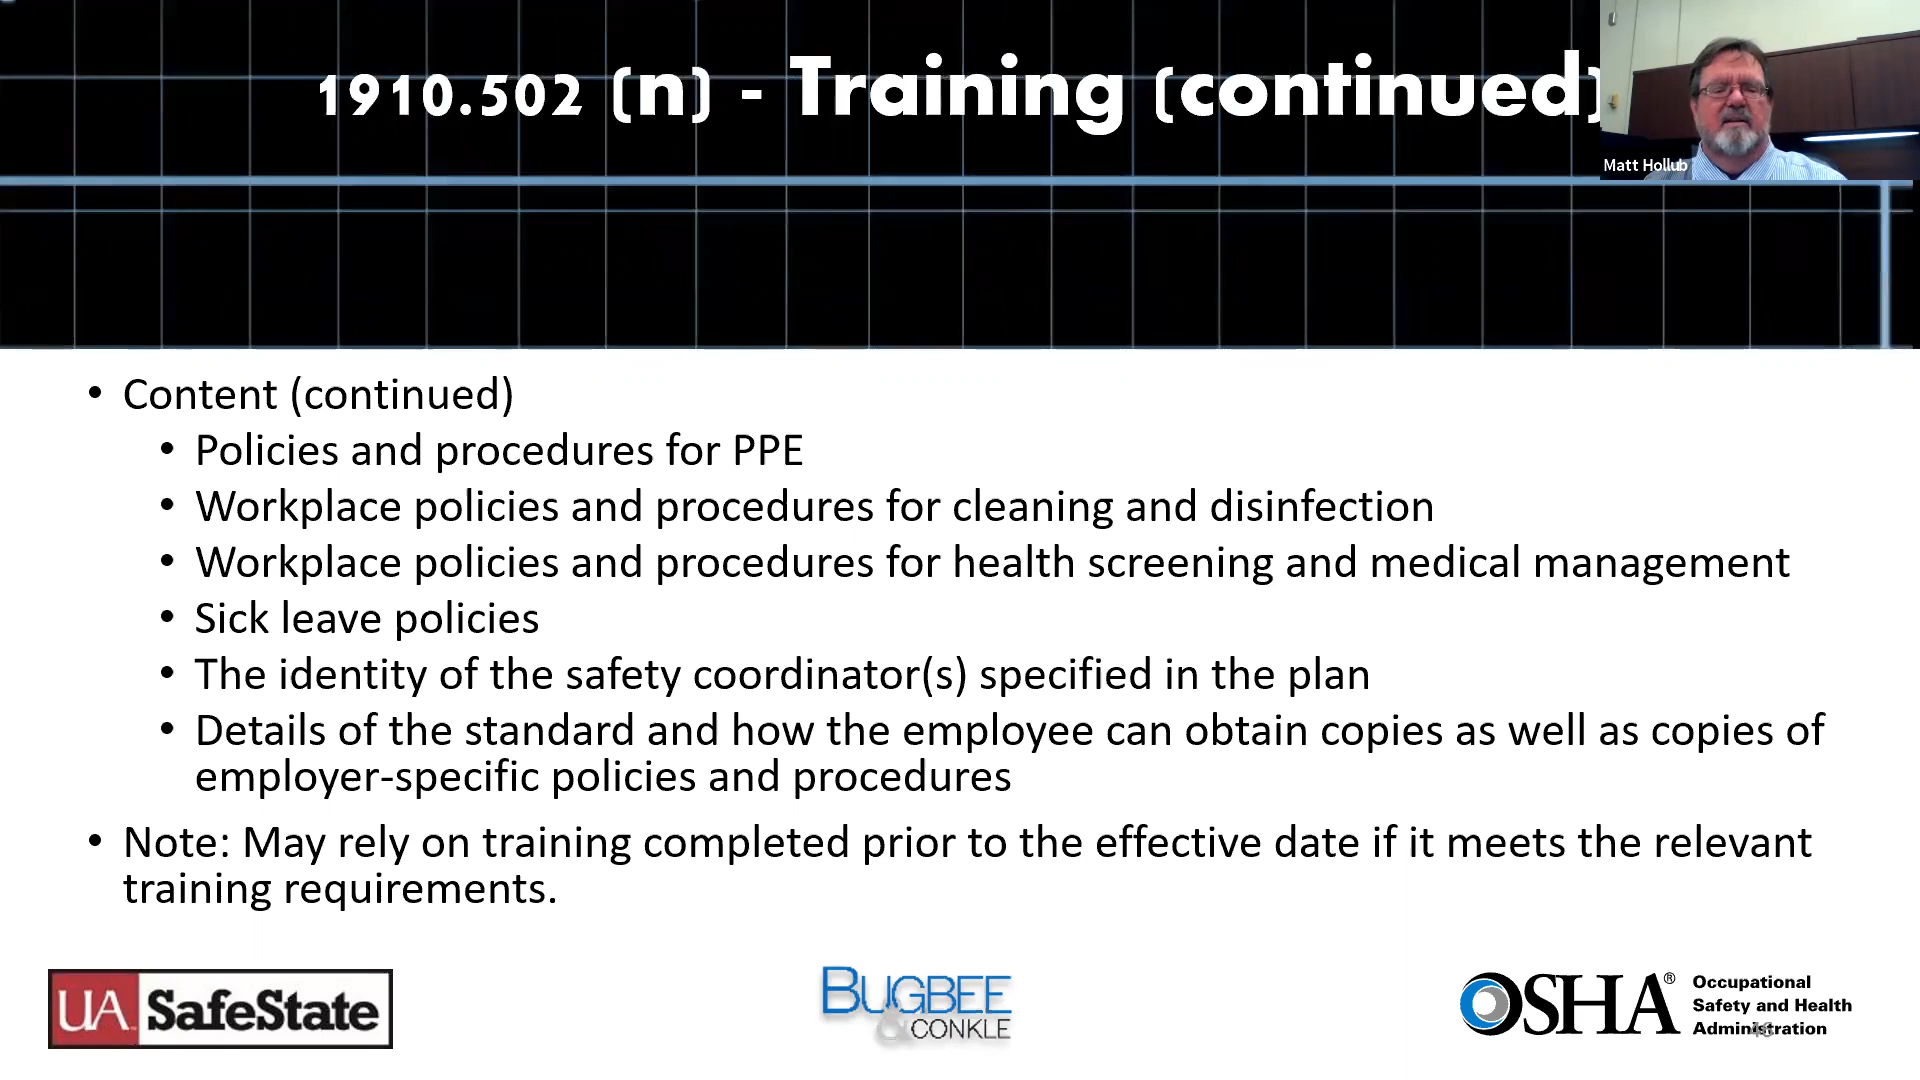 1910.502 (n) - Training (continued)
Matt Hollub
• Content (continued)
• Policies and procedures for PPE
• Workplace policies and procedures for cleaning and disinfection
• Workplace policies and procedures for health screening and medical management
• Sick leave policies
• The identity of the safety coordinator(s) specified in the plan
• Details of the standard and how the employee can obtain copies as well as copies of
employer-specific policies and procedures
• Note: May rely on training completed prior to the effective date if it meets the relevant
training requirements.
UA SafeState
BUGBEE
& CONKLE
OSHA®
Occupational
Safety and Health
Administration
46